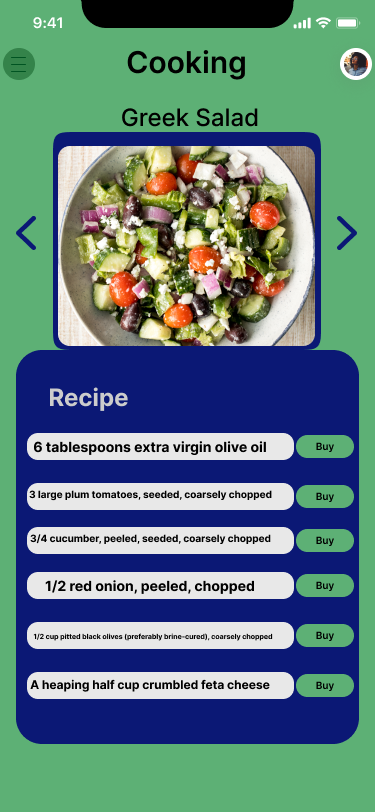 9:41
Cooking
Greek Salad
Recipe
6 tablespoons extra virgin olive oil
Buy
3 large plum tomatoes, seeded, coarsely chopped
Buy
3/4 cucumber, peeled, seeded, coarsely chopped
Buy
1/2 red onion, peeled, chopped
Buy
1/2 cup pitted black olives (preferably brine-cured), coarsely chopped
Buy
A heaping half cup crumbled feta cheese
Buy